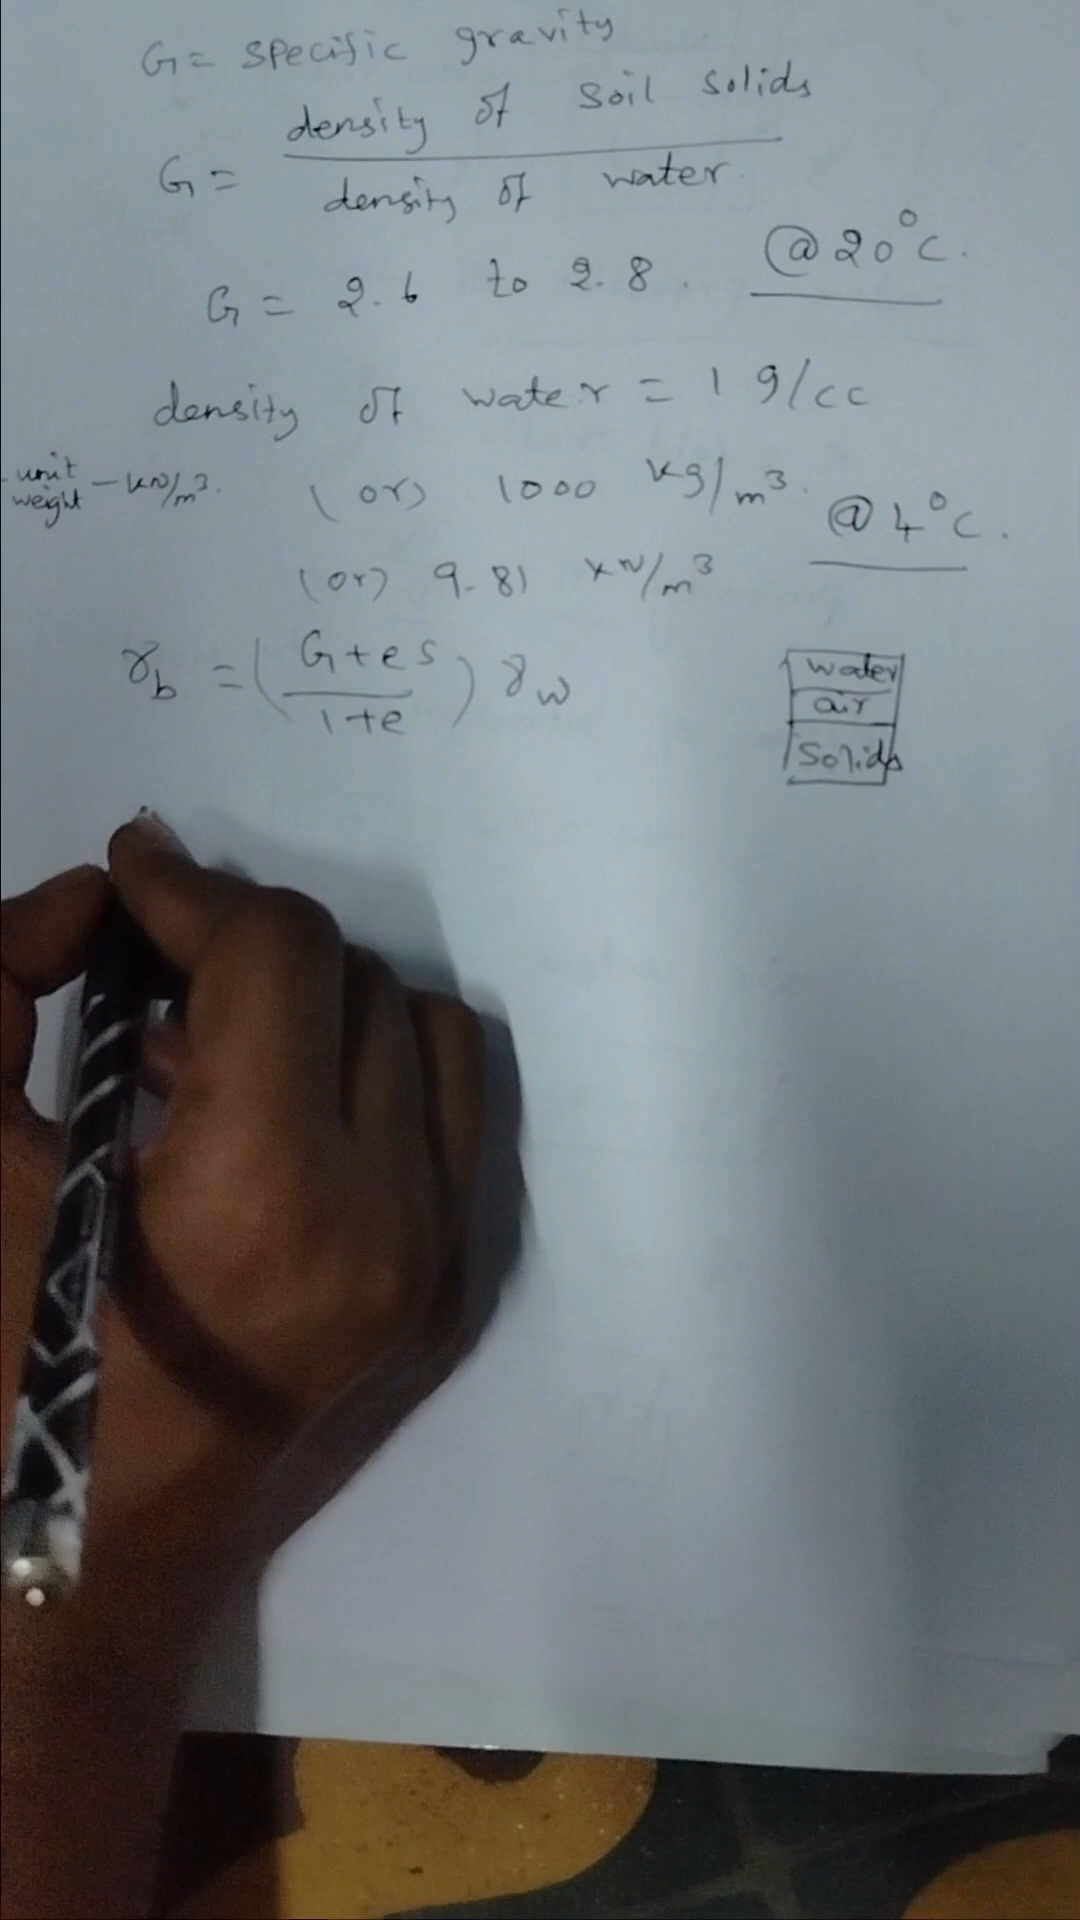 G = specific gravity
G = density of soil solids / density of water
G = 2.6 to 2.8. @ 20°C.
density of water = 1 g/cc
unit weight - kN/m³. (or) 1000 kg/m³. @ 4°C.
(or) 9.81 kN/m³
γb = (G+es / 1+e) γw
water
air
solids